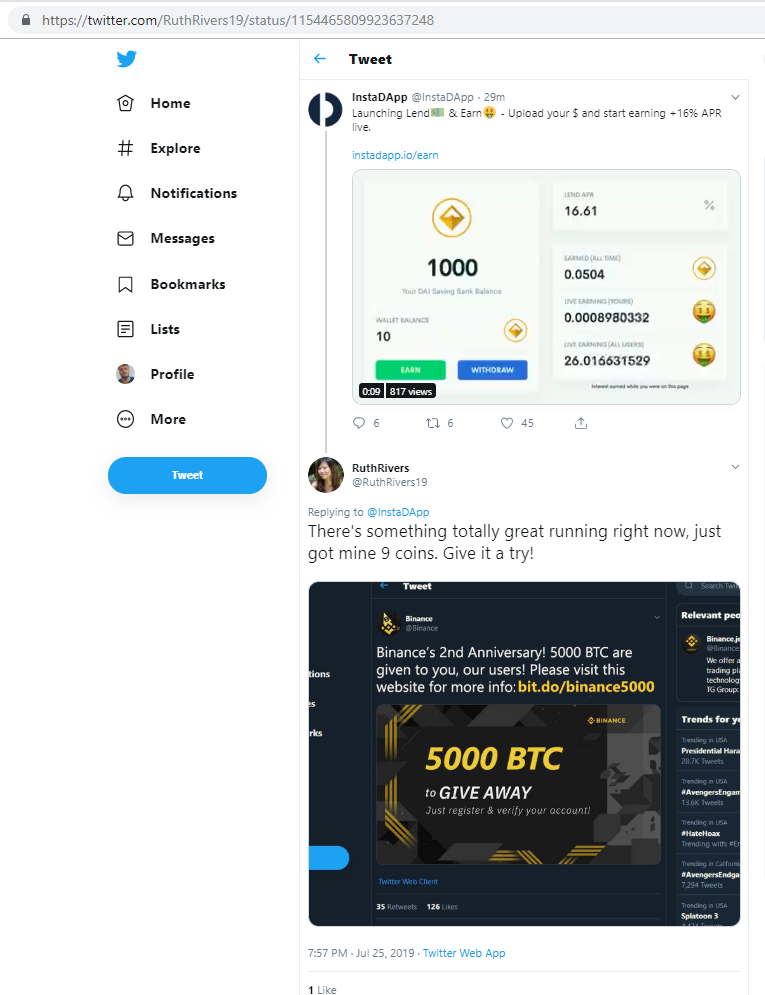 https://twitter.com/RuthRivers19/status/1154465809923637248
Tweet
Home
Explore
Notifications
Messages
Bookmarks
Lists
Profile
More
Tweet
InstaDApp @InstaDApp · 29m
Launching Lend💵 & Earn🤑 - Upload your $ and start earning +16% APR
live.
instadapp.io/earn
1000
Your DAI Saving Bank Balance
WALLET BALANCE
10
EARN WITHDRAW
LEND APR
16.61 %
EARNED (ALL TIME)
0.0504
LIVE EARNING (YOURS)
0.0008980332
LIVE EARNING (ALL USERS)
26.016631529
Interest earned while you were on this page
0:09 817 views
6 6 45
RuthRivers
@RuthRivers19
Replying to @InstaDApp
There's something totally great running right now, just
got mine 9 coins. Give it a try!
Tweet
Binance
@Binance
Binance's 2nd Anniversary! 5000 BTC are
given to you, our users! Please visit this
website for more info: bit.do/binance5000
BINANCE
5000 BTC
to GIVE AWAY
Just register & verify your account!
Twitter Web Client
35 Retweets 126 Likes
tions
es
rks
Search Twit
Relevant peo
Binance.je
@Binance
We offer a
trading pla
technolog
TG Group:
Trends for yo
Trending in USA
Presidential Hara
28.7K Tweets
Trending in USA
#AvengersEngam
13.6K Tweets
Trending in USA
#HateHoax
Trending with: #Er
Trending in California
#AvengersEndga
7,294 Tweets
Trending in USA
Splatoon 3
7:57 PM · Jul 25, 2019 · Twitter Web App
1 Like